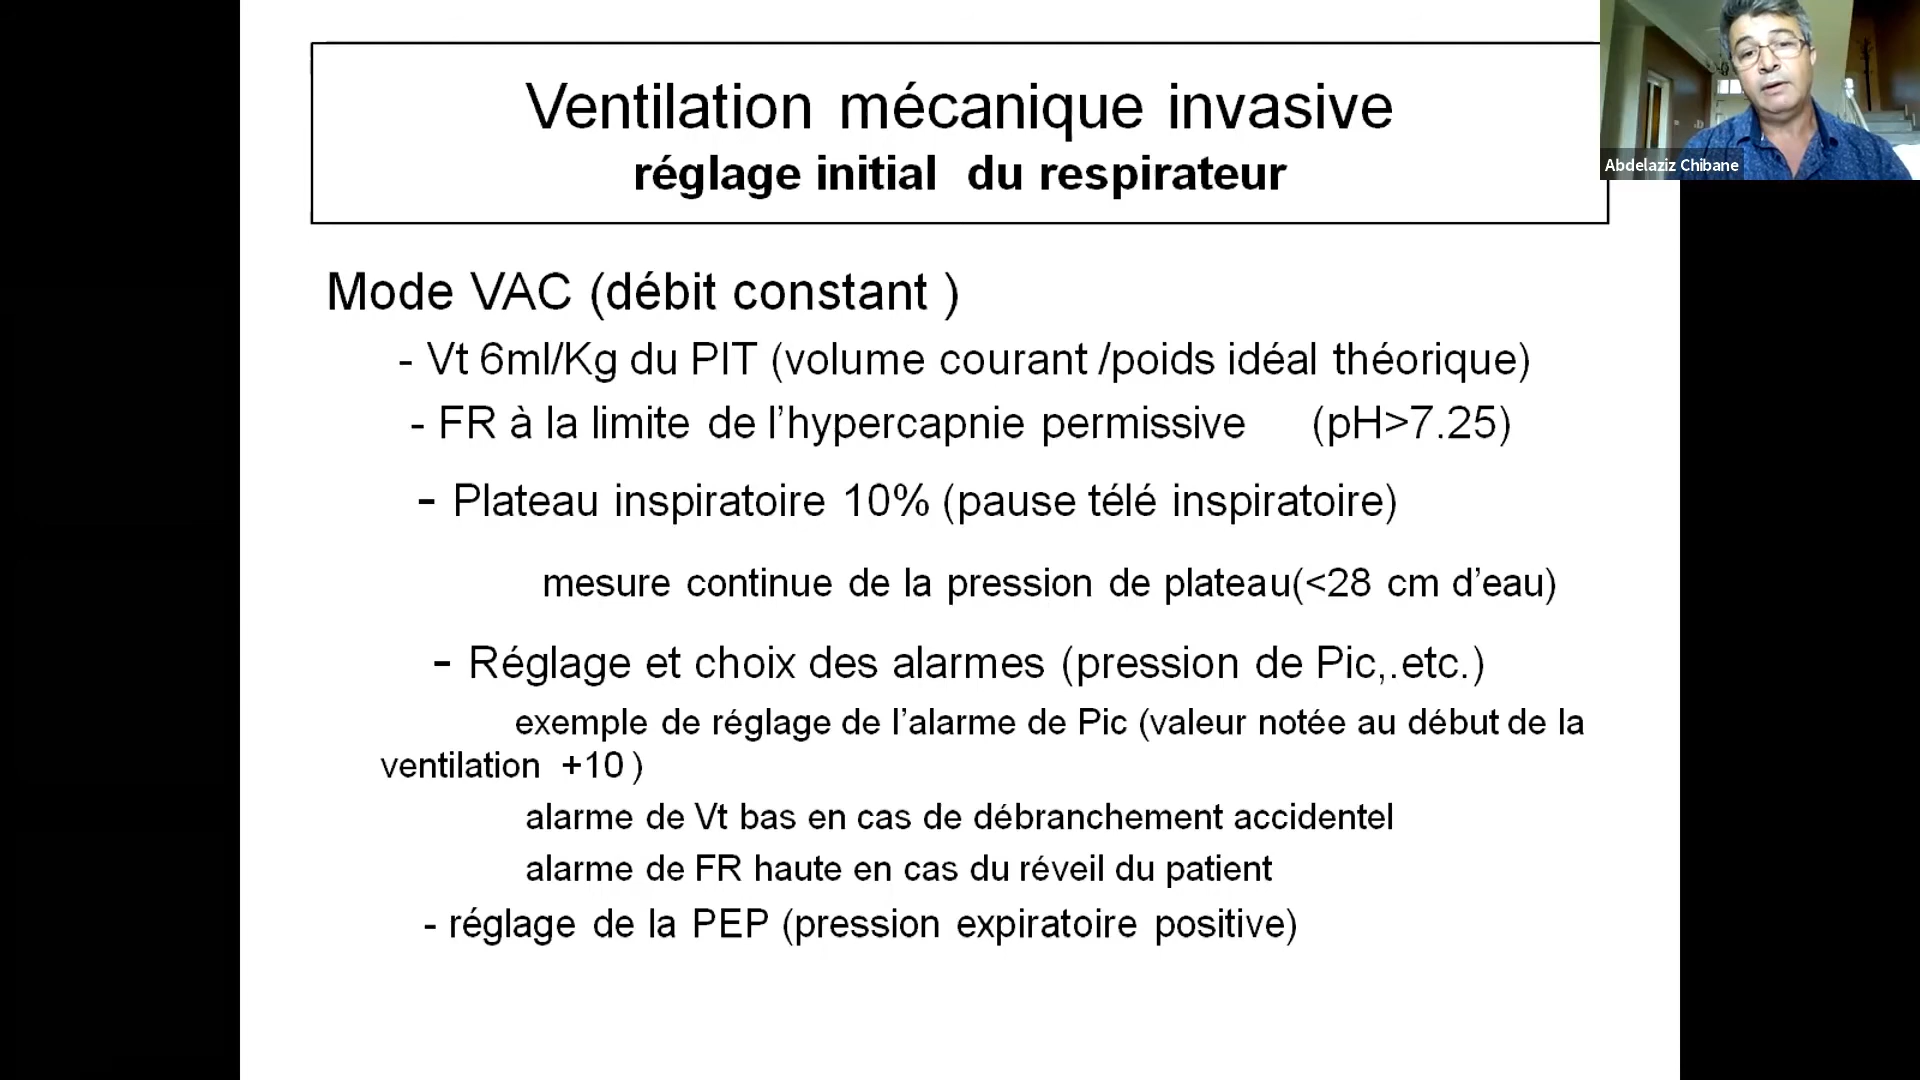 Ventilation mécanique invasive
réglage initial du respirateur
Abdelaziz Chibane
Mode VAC (débit constant )
- Vt 6ml/Kg du PIT (volume courant /poids idéal théorique)
- FR à la limite de l’hypercapnie permissive (pH>7.25)
- Plateau inspiratoire 10% (pause télé inspiratoire)
mesure continue de la pression de plateau(<28 cm d’eau)
- Réglage et choix des alarmes (pression de Pic,.etc.)
exemple de réglage de l’alarme de Pic (valeur notée au début de la
ventilation +10 )
alarme de Vt bas en cas de débranchement accidentel
alarme de FR haute en cas du réveil du patient
- réglage de la PEP (pression expiratoire positive)